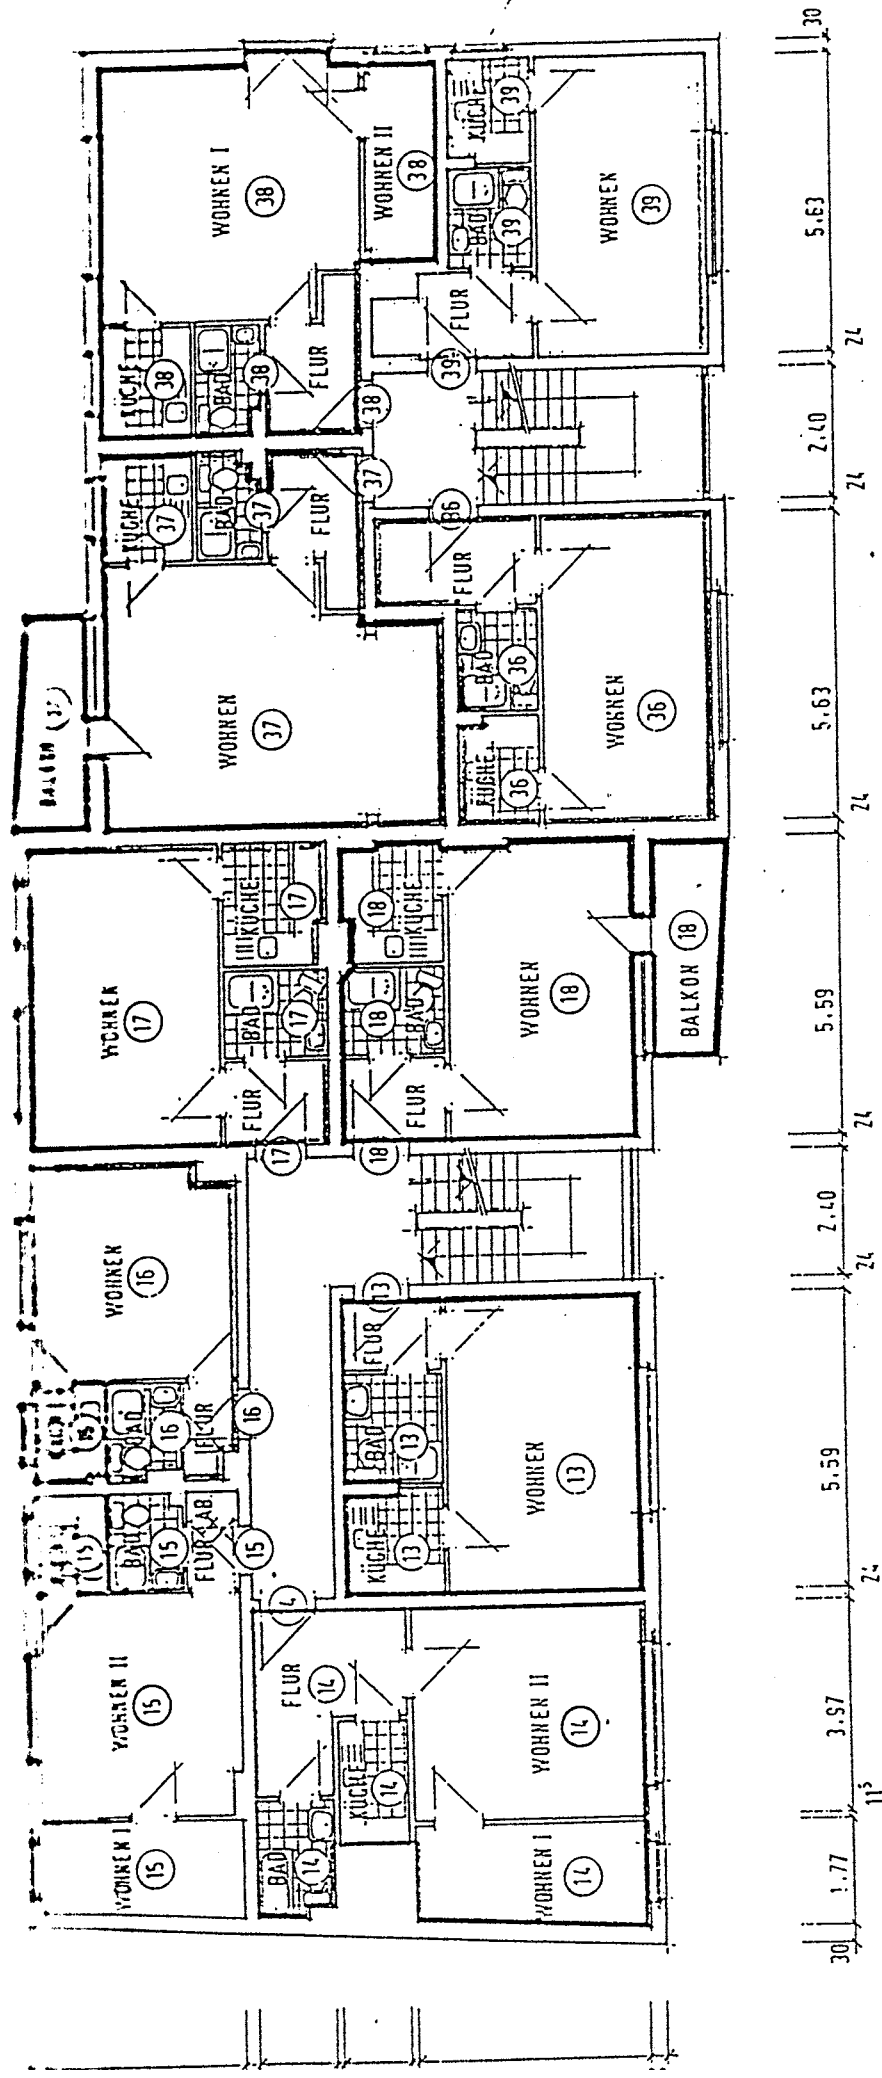 WOHNEN I
38
WOHNEN II
38
KÜCHE
39
BAD
39
WOHNEN
39
FLUR
39
KÜCHE
38
BAD
38
FLUR
38
KÜCHE
37
BAD
37
FLUR
37
WOHNEN
37
BALKON
36
FLUR
BAD
36
KÜCHE
36
WOHNEN
36
WOHNEN
17
KÜCHE
17
BAD
17
FLUR
17
KÜCHE
18
BAD
18
FLUR
18
WOHNEN
18
BALKON
18
WOHNEN
16
BAD
16
FLUR
16
15
BAD
15
FLUR
AB.
15
WOHNEN II
15
WOHNEN I
15
13
FLUR
BAD
13
KÜCHE
13
WOHNEN
13
FLUR
14
KÜCHE
14
BAD
14
WOHNEN II
14
WOHNEN I
14
30
5.63
24
2.40
24
5.63
24
5.59
24
2.40
24
5.59
24
3.97
11⁵
1.77
30